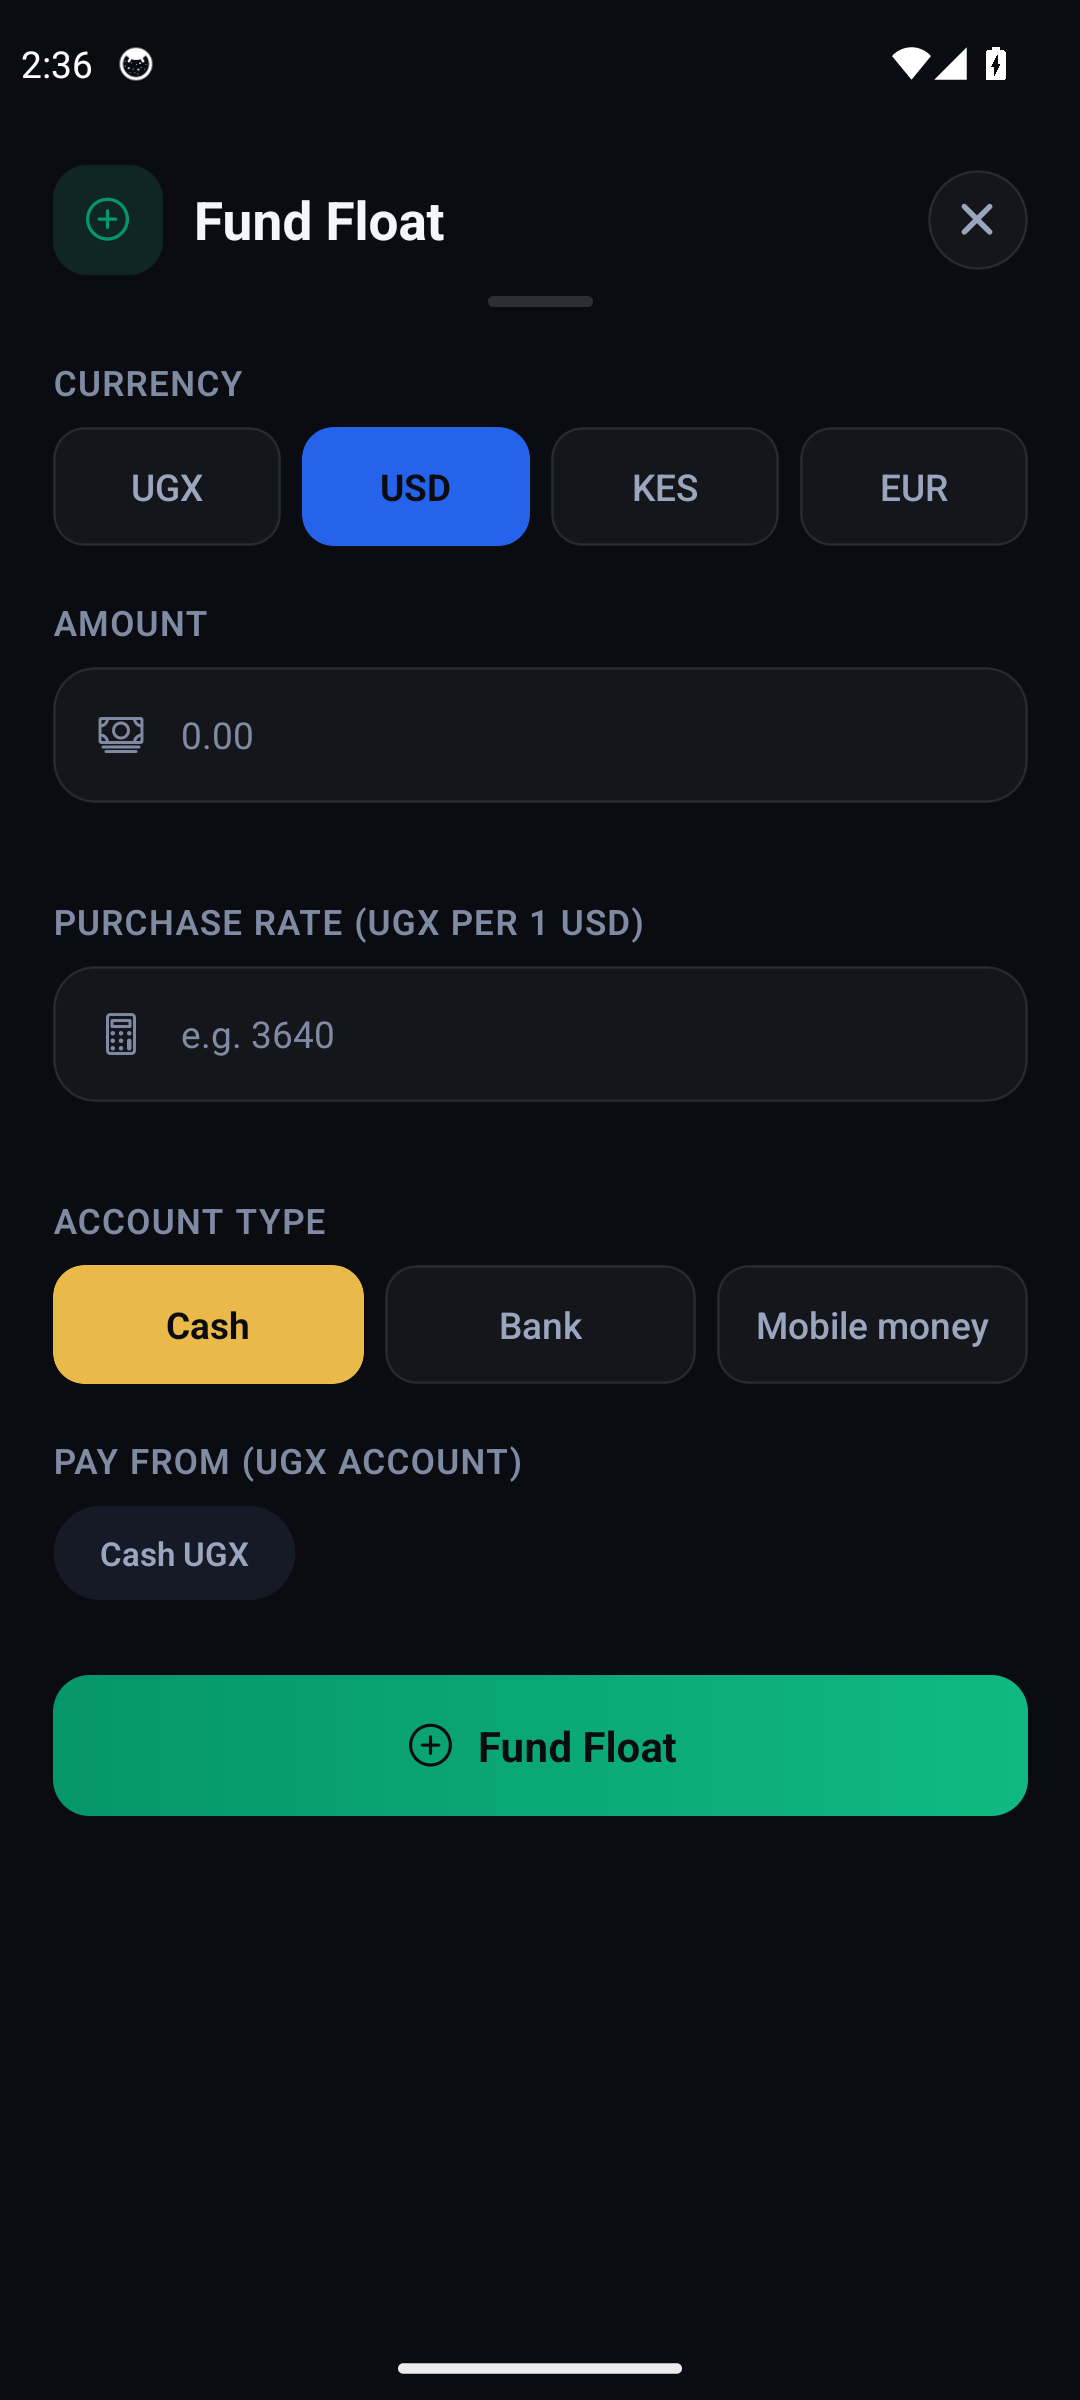 2:36
Fund Float
CURRENCY
UGX USD KES EUR
AMOUNT
0.00
PURCHASE RATE (UGX PER 1 USD)
e.g. 3640
ACCOUNT TYPE
Cash Bank Mobile money
PAY FROM (UGX ACCOUNT)
Cash UGX
Fund Float